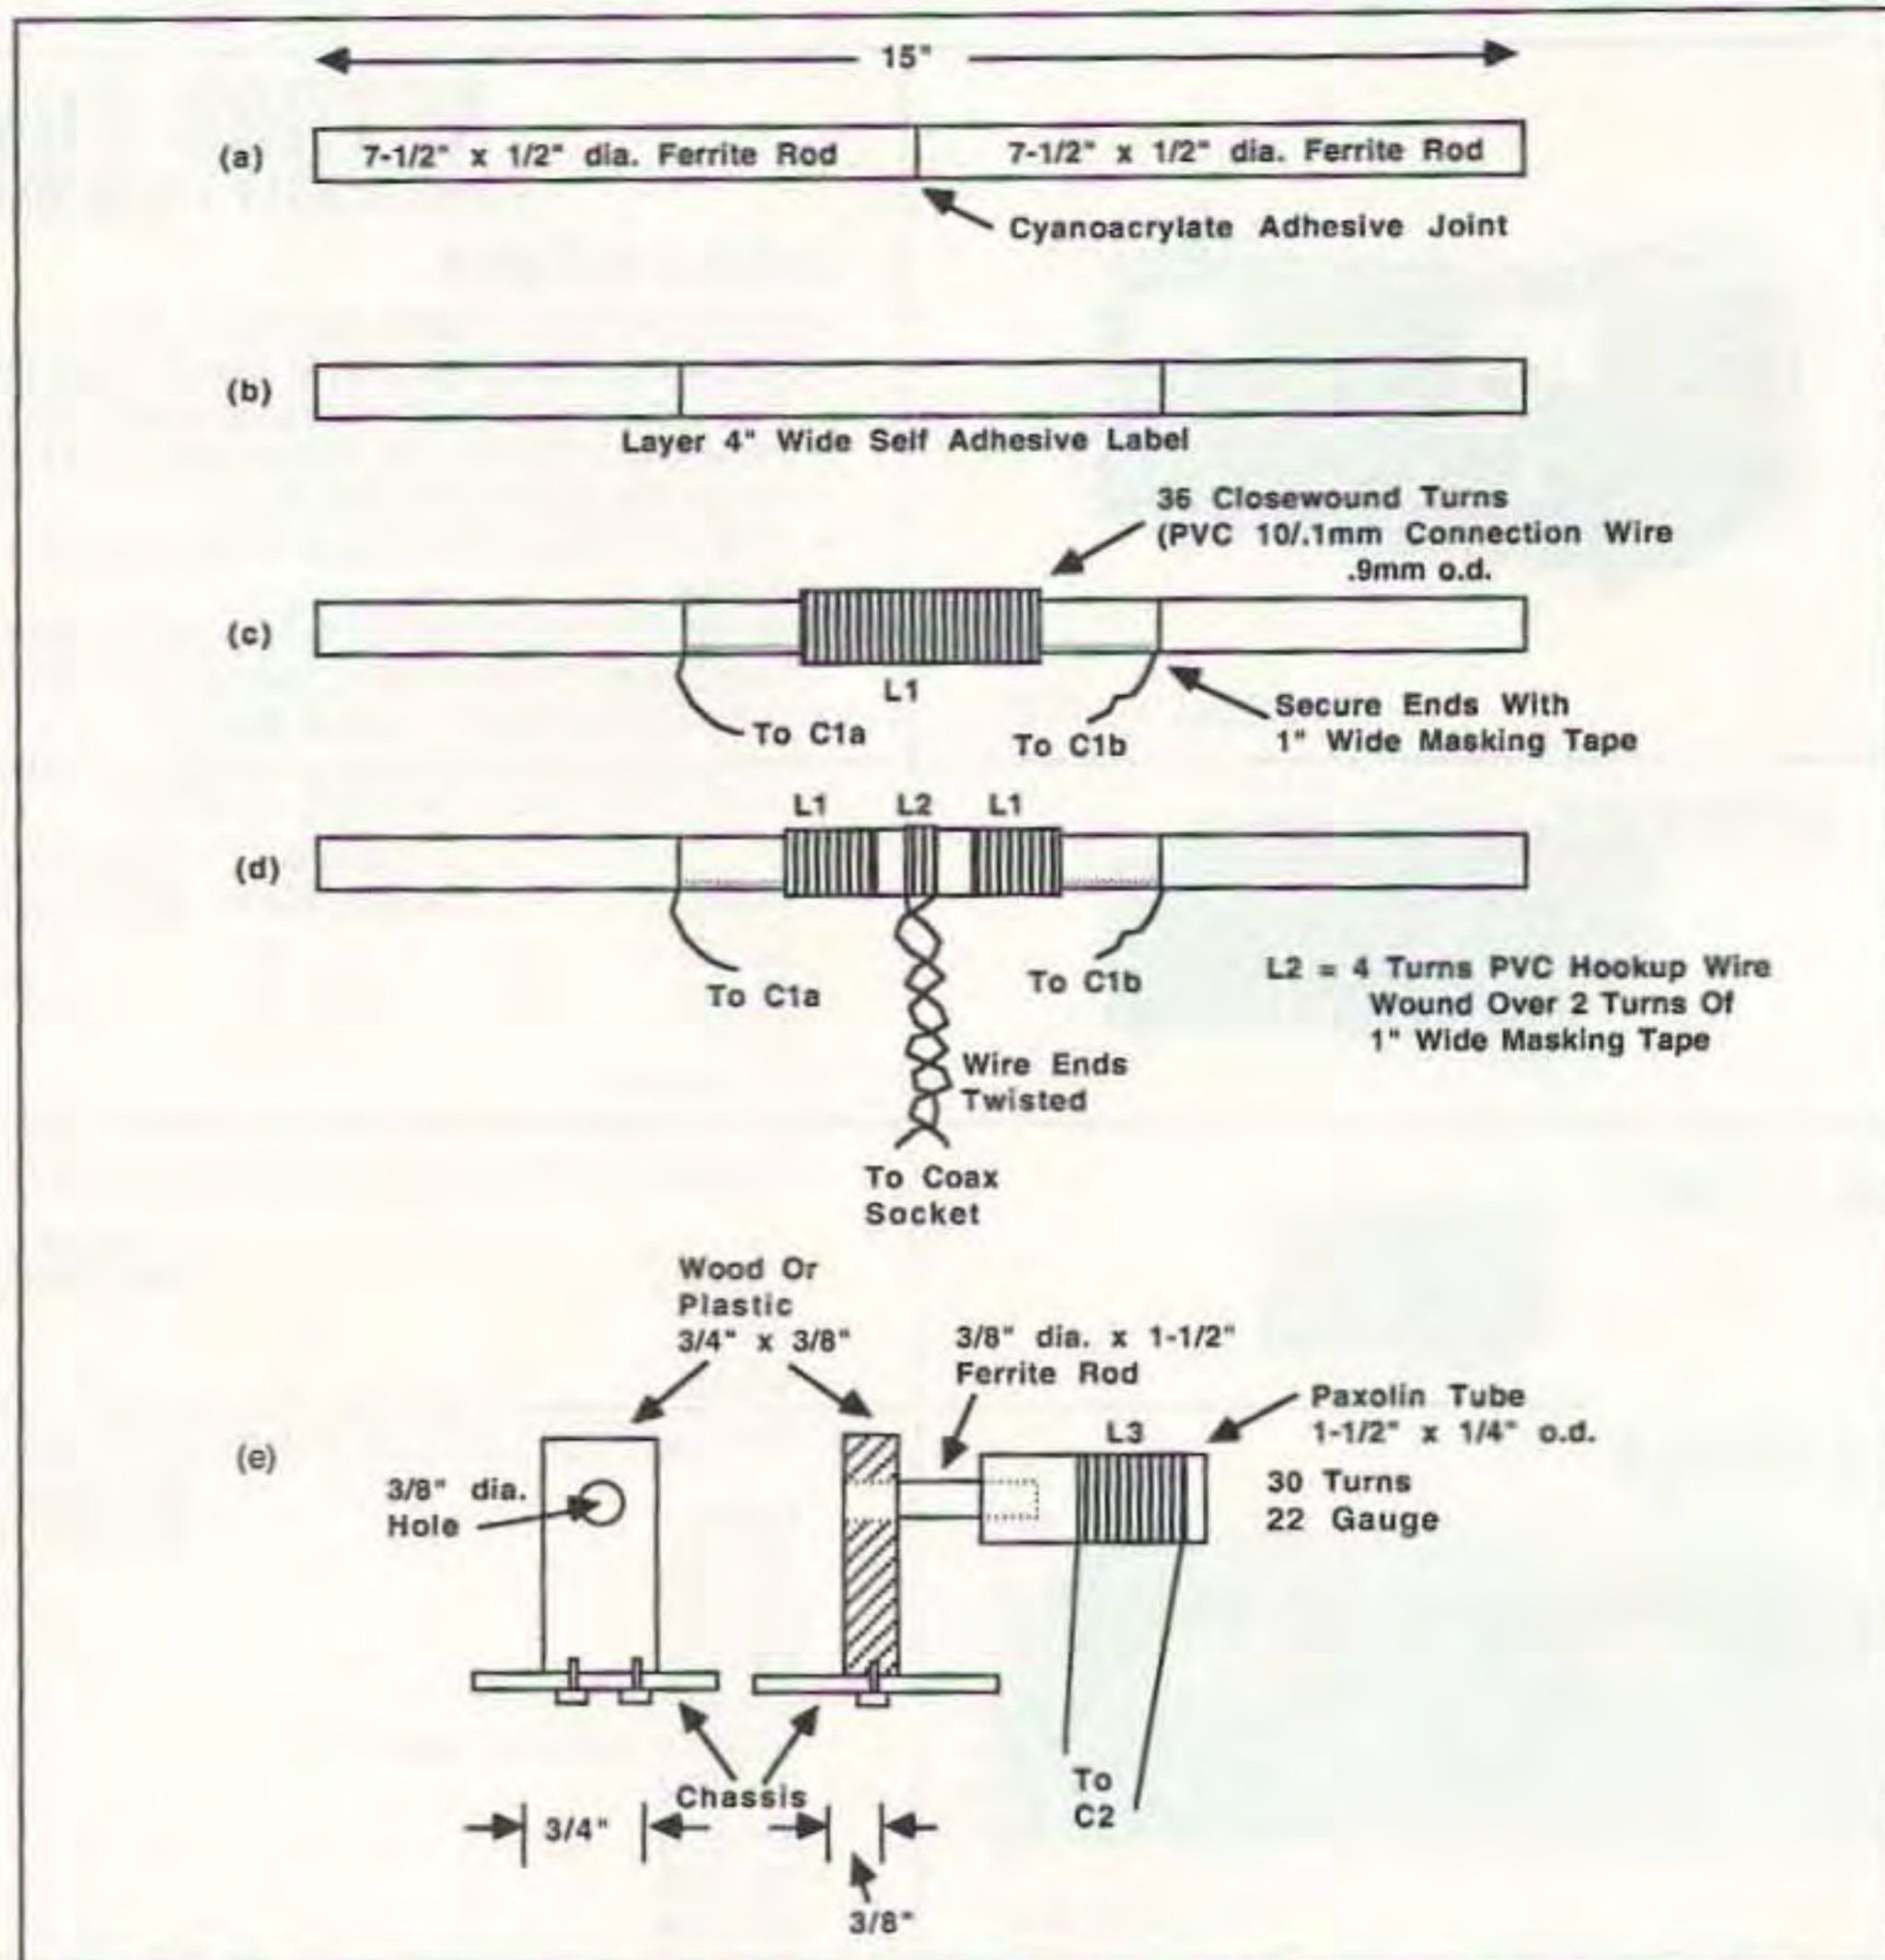 15"
(a)
7-1/2" x 1/2" dia. Ferrite Rod
7-1/2" x 1/2" dia. Ferrite Rod
Cyanoacrylate Adhesive Joint
(b)
Layer 4" Wide Self Adhesive Label
36 Closewound Turns
(PVC 10/.1mm Connection Wire
.9mm o.d.
(c)
L1
To C1a
To C1b
Secure Ends With
1" Wide Masking Tape
L1
L2
L1
(d)
To C1a
To C1b
L2 = 4 Turns PVC Hookup Wire
Wound Over 2 Turns Of
1" Wide Masking Tape
Wire Ends
Twisted
To Coax
Socket
Wood Or
Plastic
3/4" x 3/8"
3/8" dia. x 1-1/2"
Ferrite Rod
Paxolin Tube
1-1/2" x 1/4" o.d.
L3
(e)
3/8" dia.
Hole
30 Turns
22 Gauge
Chassis
To
C2
3/4"
3/8"